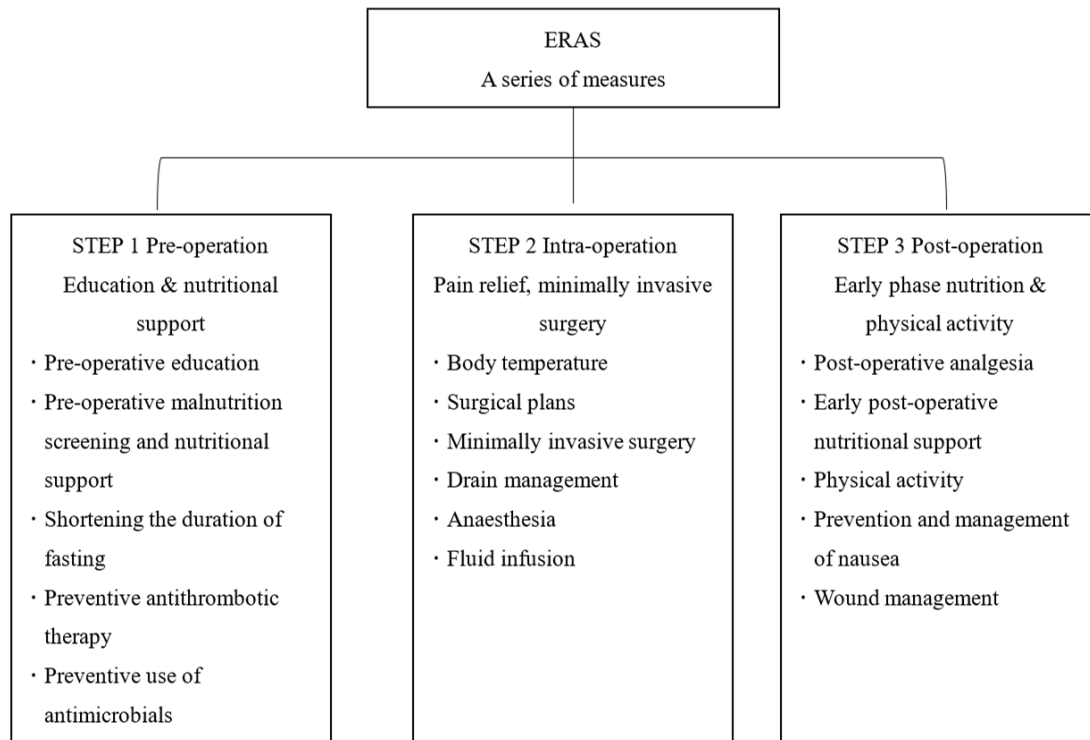 ERAS
A series of measures
STEP 1 Pre-operation
Education & nutritional
support
・Pre-operative education
・Pre-operative malnutrition
screening and nutritional
support
・Shortening the duration of
fasting
・Preventive antithrombotic
therapy
・Preventive use of
antimicrobials
STEP 2 Intra-operation
Pain relief, minimally invasive
surgery
・Body temperature
・Surgical plans
・Minimally invasive surgery
・Drain management
・Anaesthesia
・Fluid infusion
STEP 3 Post-operation
Early phase nutrition &
physical activity
・Post-operative analgesia
・Early post-operative
nutritional support
・Physical activity
・Prevention and management
of nausea
・Wound management